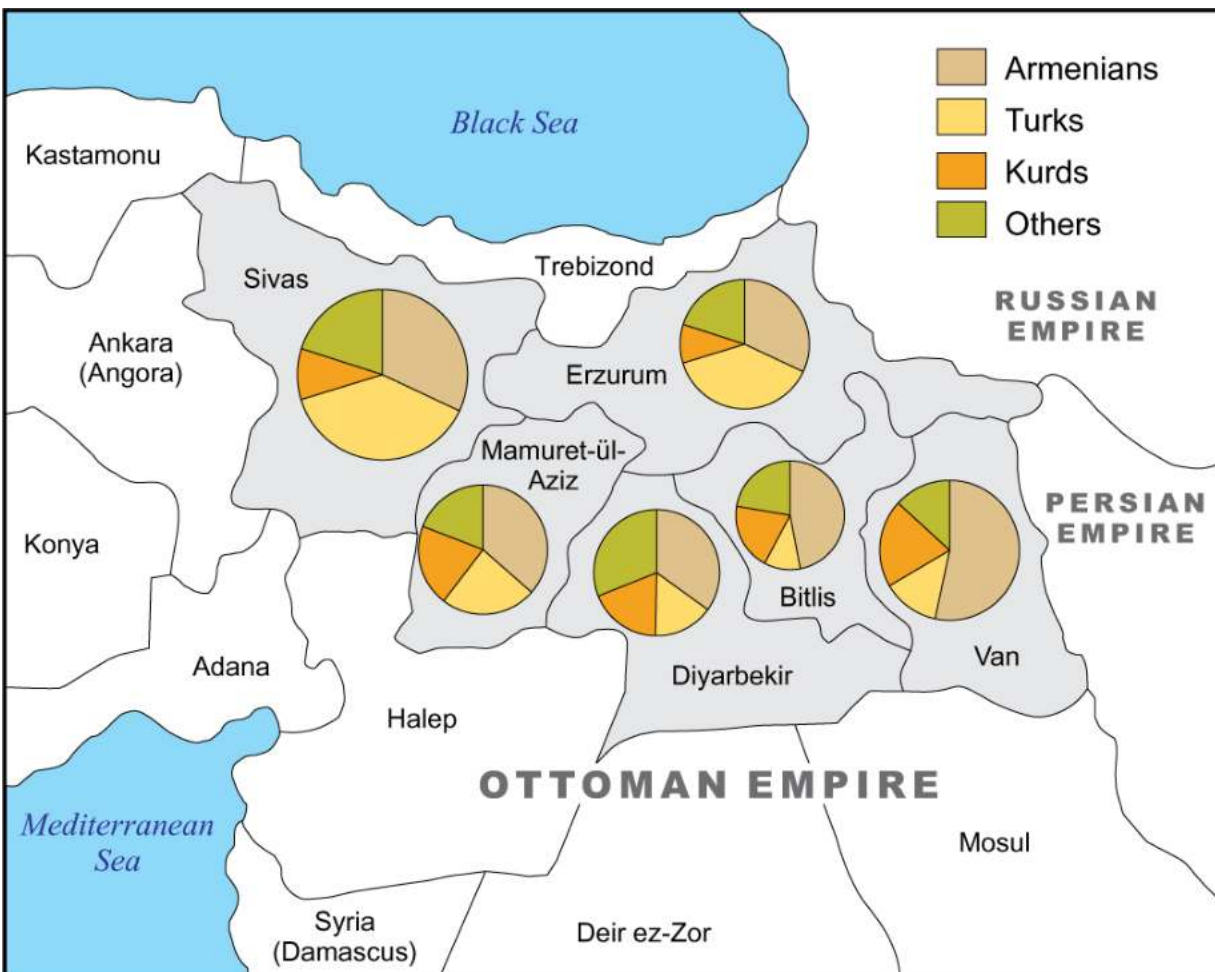 Armenians
Turks
Kurds
Others
Black Sea
Kastamonu
Trebizond
Sivas
RUSSIAN
EMPIRE
Ankara
(Angora)
Erzurum
Mamuret-ül-
Aziz
PERSIAN
EMPIRE
Konya
Bitlis
Van
Adana
Diyarbekir
Halep
OTTOMAN EMPIRE
Mediterranean
Sea
Mosul
Syria
(Damascus)
Deir ez-Zor